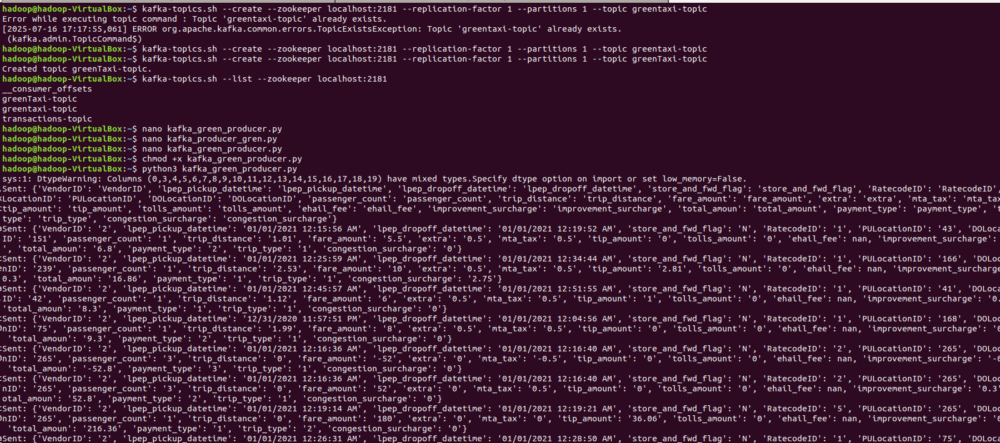 hadoop@hadoop-VirtualBox:~$ kafka-topics.sh --create --zookeeper localhost:2181 --replication-factor 1 --partitions 1 --topic greentaxi-topic
Error while executing topic command : Topic 'greentaxi-topic' already exists.
[2025-07-16 17:17:55,061] ERROR org.apache.kafka.common.errors.TopicExistsException: Topic 'greentaxi-topic' already exists.
 (kafka.admin.TopicCommand$)
hadoop@hadoop-VirtualBox:~$ kafka-topics.sh --create --zookeeper localhost:2181 --replication-factor 1 --partitions 1 --topic greentaxi-topic
hadoop@hadoop-VirtualBox:~$ kafka-topics.sh --create --zookeeper localhost:2181 --replication-factor 1 --partitions 1 --topic greenTaxi-topic
Created topic greenTaxi-topic.
hadoop@hadoop-VirtualBox:~$ kafka-topics.sh --list --zookeeper localhost:2181
__consumer_offsets
greenTaxi-topic
greentaxi-topic
transactions-topic
hadoop@hadoop-VirtualBox:~$ nano kafka_green_producer.py
hadoop@hadoop-VirtualBox:~$ nano kafka_producer_gren.py
hadoop@hadoop-VirtualBox:~$ nano kafka_green_producer.py
hadoop@hadoop-VirtualBox:~$ chmod +x kafka_green_producer.py
hadoop@hadoop-VirtualBox:~$ python3 kafka_green_producer.py
sys:1: DtypeWarning: Columns (0,3,4,5,6,7,8,9,10,11,12,13,14,15,16,17,18,19) have mixed types.Specify dtype option on import or set low_memory=False.
Sent: {'VendorID': 'VendorID', 'lpep_pickup_datetime': 'lpep_pickup_datetime', 'lpep_dropoff_datetime': 'lpep_dropoff_datetime', 'store_and_fwd_flag': 'store_and_fwd_flag', 'RatecodeID': 'RatecodeID',
LocationID': 'PULocationID', 'DOLocationID': 'DOLocationID', 'passenger_count': 'passenger_count', 'trip_distance': 'trip_distance', 'fare_amount': 'fare_amount', 'extra': 'extra', 'mta_tax': 'mta_tax
tip_amount': 'tip_amount', 'tolls_amount': 'tolls_amount', 'ehail_fee': 'ehail_fee', 'improvement_surcharge': 'improvement_surcharge', 'total_amoun': 'total_amount', 'payment_type': 'payment_type', 't
type': 'trip_type', 'congestion_surcharge': 'congestion_surcharge'}
Sent: {'VendorID': '2', 'lpep_pickup_datetime': '01/01/2021 12:15:56 AM', 'lpep_dropoff_datetime': '01/01/2021 12:19:52 AM', 'store_and_fwd_flag': 'N', 'RatecodeID': '1', 'PULocationID': '43', 'DOLoca
ID': '151', 'passenger_count': '1', 'trip_distance': '1.01', 'fare_amount': '5.5', 'extra': '0.5', 'mta_tax': '0.5', 'tip_amount': '0', 'tolls_amount': '0', 'ehail_fee': nan, 'improvement_surcharge':
', 'total_amoun': '6.8', 'payment_type': '2', 'trip_type': '1', 'congestion_surcharge': '0'}
Sent: {'VendorID': '2', 'lpep_pickup_datetime': '01/01/2021 12:25:59 AM', 'lpep_dropoff_datetime': '01/01/2021 12:34:44 AM', 'store_and_fwd_flag': 'N', 'RatecodeID': '1', 'PULocationID': '166', 'DOLoc
nID': '239', 'passenger_count': '1', 'trip_distance': '2.53', 'fare_amount': '10', 'extra': '0.5', 'mta_tax': '0.5', 'tip_amount': '2.81', 'tolls_amount': '0', 'ehail_fee': nan, 'improvement_surcharge
0.3', 'total_amoun': '16.86', 'payment_type': '1', 'trip_type': '1', 'congestion_surcharge': '2.75'}
Sent: {'VendorID': '2', 'lpep_pickup_datetime': '01/01/2021 12:45:57 AM', 'lpep_dropoff_datetime': '01/01/2021 12:51:55 AM', 'store_and_fwd_flag': 'N', 'RatecodeID': '1', 'PULocationID': '41', 'DOLoca
ID': '42', 'passenger_count': '1', 'trip_distance': '1.12', 'fare_amount': '6', 'extra': '0.5', 'mta_tax': '0.5', 'tip_amount': '1', 'tolls_amount': '0', 'ehail_fee': nan, 'improvement_surcharge': '0.
'total_amoun': '8.3', 'payment_type': '1', 'trip_type': '1', 'congestion_surcharge': '0'}
Sent: {'VendorID': '2', 'lpep_pickup_datetime': '12/31/2020 11:57:51 PM', 'lpep_dropoff_datetime': '01/01/2021 12:04:56 AM', 'store_and_fwd_flag': 'N', 'RatecodeID': '1', 'PULocationID': '168', 'DOLoc
nID': '75', 'passenger_count': '1', 'trip_distance': '1.99', 'fare_amount': '8', 'extra': '0.5', 'mta_tax': '0.5', 'tip_amount': '0', 'tolls_amount': '0', 'ehail_fee': nan, 'improvement_surcharge': '0
'total_amoun': '9.3', 'payment_type': '2', 'trip_type': '1', 'congestion_surcharge': '0'}
Sent: {'VendorID': '2', 'lpep_pickup_datetime': '01/01/2021 12:16:36 AM', 'lpep_dropoff_datetime': '01/01/2021 12:16:40 AM', 'store_and_fwd_flag': 'N', 'RatecodeID': '2', 'PULocationID': '265', 'DOLoc
nID': '265', 'passenger_count': '3', 'trip_distance': '0', 'fare_amount': '-52', 'extra': '0', 'mta_tax': '-0.5', 'tip_amount': '0', 'tolls_amount': '0', 'ehail_fee': nan, 'improvement_surcharge': '-0
'total_amoun': '-52.8', 'payment_type': '3', 'trip_type': '1', 'congestion_surcharge': '0'}
Sent: {'VendorID': '2', 'lpep_pickup_datetime': '01/01/2021 12:16:36 AM', 'lpep_dropoff_datetime': '01/01/2021 12:16:40 AM', 'store_and_fwd_flag': 'N', 'RatecodeID': '2', 'PULocationID': '265', 'DOLoc
nID': '265', 'passenger_count': '3', 'trip_distance': '0', 'fare_amount': '52', 'extra': '0', 'mta_tax': '0.5', 'tip_amount': '0', 'tolls_amount': '0', 'ehail_fee': nan, 'improvement_surcharge': '0.3'
otal_amoun': '52.8', 'payment_type': '2', 'trip_type': '1', 'congestion_surcharge': '0'}
Sent: {'VendorID': '2', 'lpep_pickup_datetime': '01/01/2021 12:19:14 AM', 'lpep_dropoff_datetime': '01/01/2021 12:19:21 AM', 'store_and_fwd_flag': 'N', 'RatecodeID': '5', 'PULocationID': '265', 'DOLoc
nID': '265', 'passenger_count': '1', 'trip_distance': '0', 'fare_amount': '180', 'extra': '0', 'mta_tax': '0', 'tip_amount': '36.06', 'tolls_amount': '0', 'ehail_fee': nan, 'improvement_surcharge': '0
'total_amoun': '216.36', 'payment_type': '1', 'trip_type': '2', 'congestion_surcharge': '0'}
Sent: {'VendorID': '2', 'lpep_pickup_datetime': '01/01/2021 12:26:31 AM', 'lpep_dropoff_datetime': '01/01/2021 12:28:50 AM', 'store_and_fwd_flag': 'N', 'RatecodeID': '1', 'PULocationID': '75', 'DOLoca